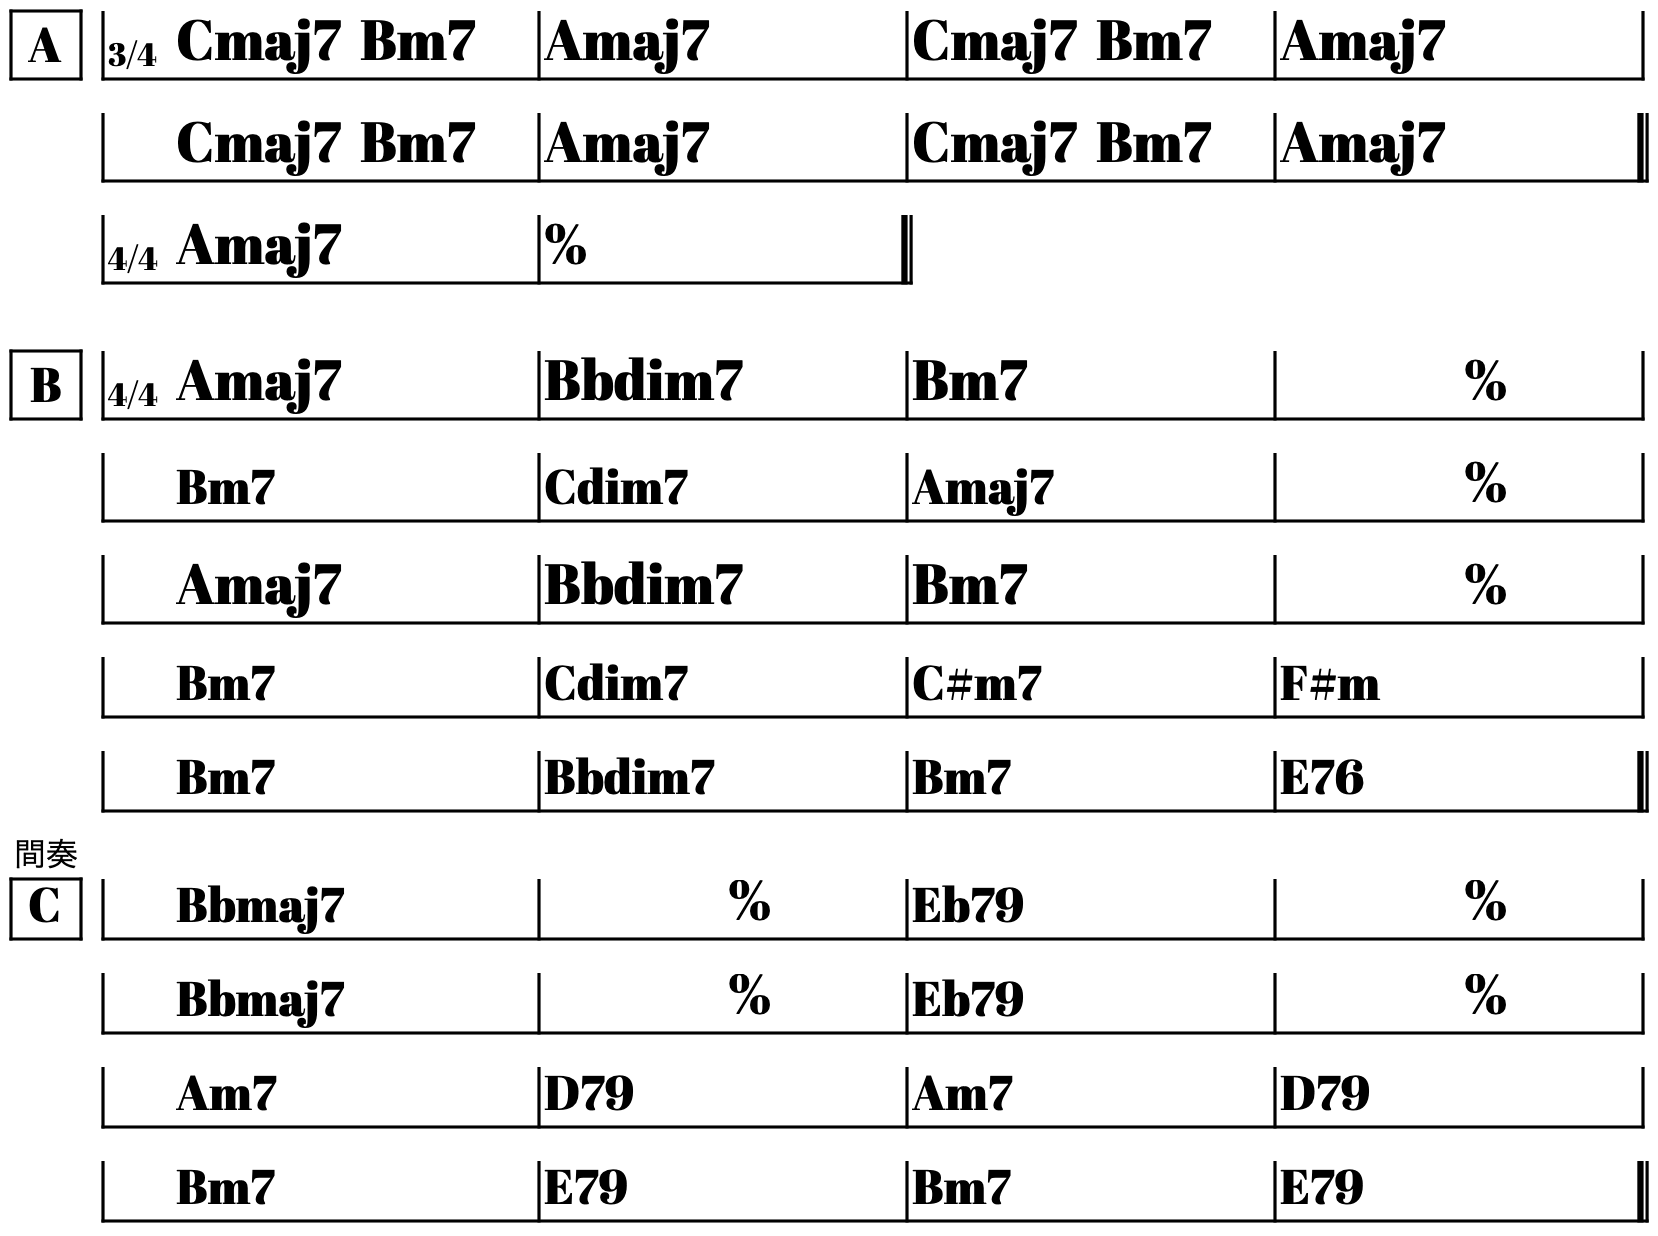 A 3/4 Cmaj7 Bm7 Amaj7 Cmaj7 Bm7 Amaj7
Cmaj7 Bm7 Amaj7 Cmaj7 Bm7 Amaj7
4/4 Amaj7 %
B 4/4 Amaj7 Bbdim7 Bm7 %
Bm7 Cdim7 Amaj7 %
Amaj7 Bbdim7 Bm7 %
Bm7 Cdim7 C#m7 F#m
Bm7 Bbdim7 Bm7 E76
間奏
C Bbmaj7 % Eb79 %
Bbmaj7 % Eb79 %
Am7 D79 Am7 D79
Bm7 E79 Bm7 E79